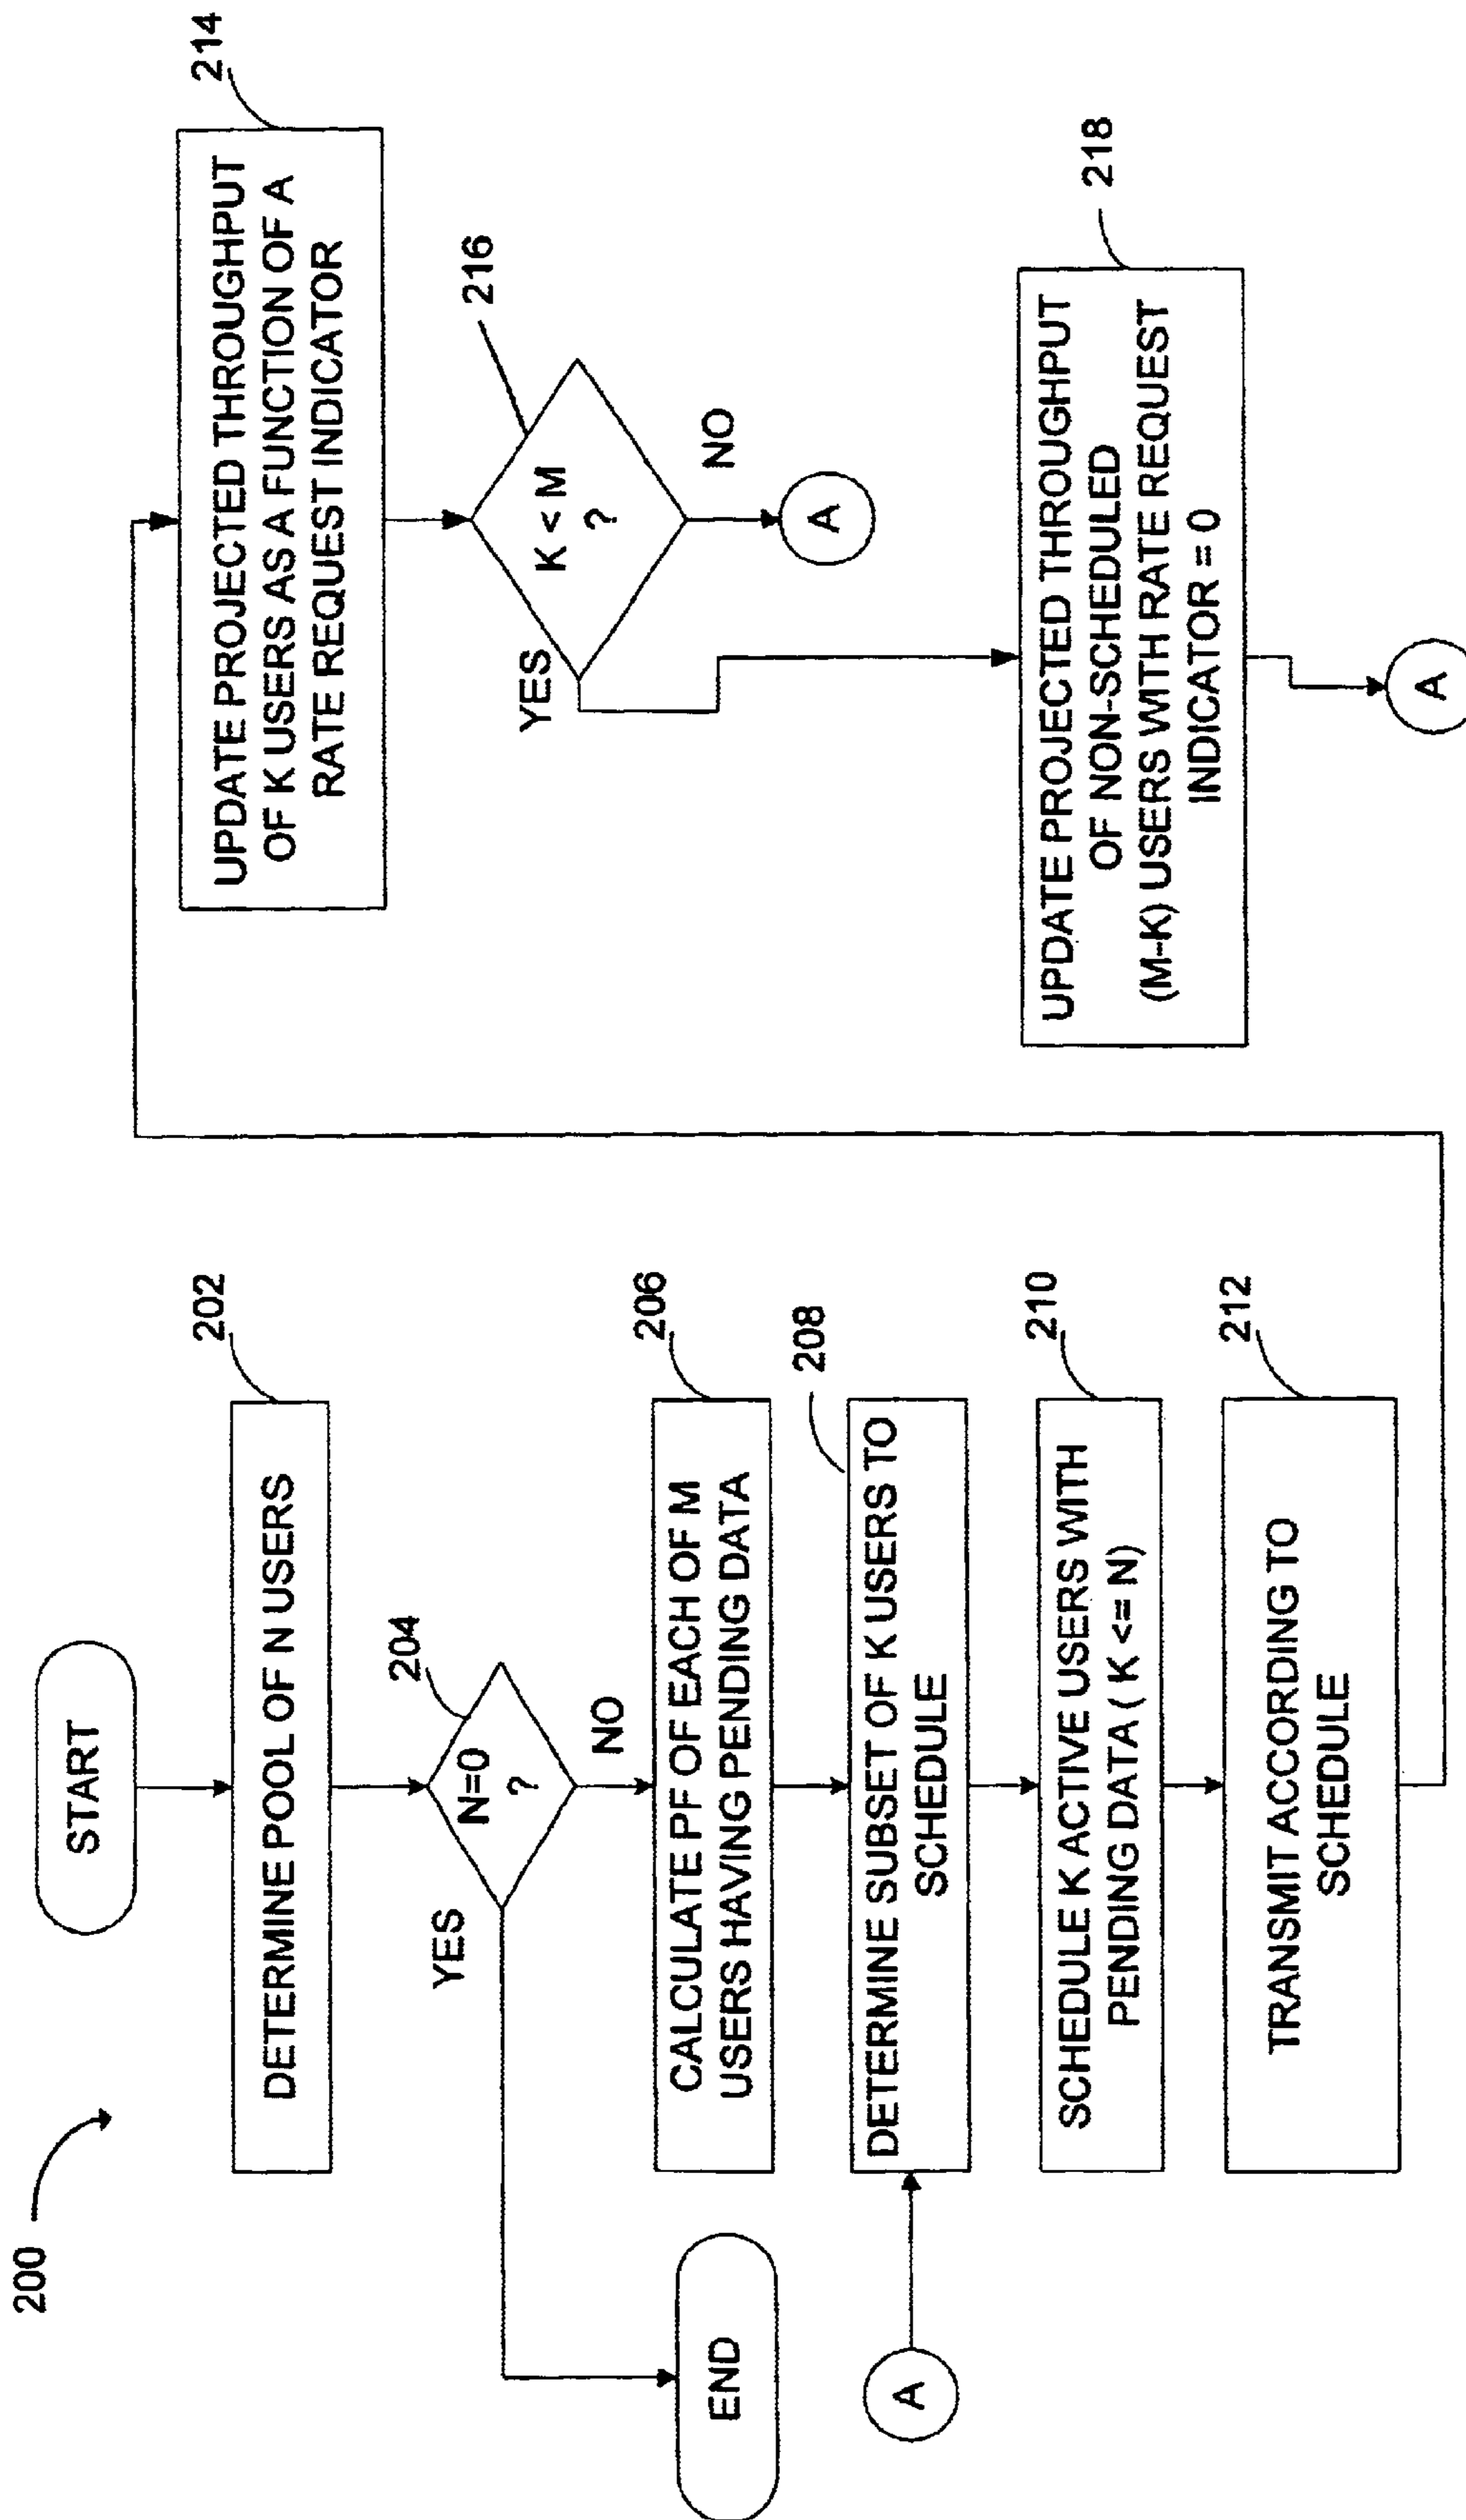 200
START
202
DETERMINE POOL OF N USERS
204
N=0
?
YES
NO
END
206
CALCULATE PF OF EACH OF M
USERS HAVING PENDING DATA
208
A
DETERMINE SUBSET OF K USERS TO
SCHEDULE
210
SCHEDULE K ACTIVE USERS WITH
PENDING DATA ( K <= N)
212
TRANSMIT ACCORDING TO
SCHEDULE
214
UPDATE PROJECTED THROUGHPUT
OF K USERS AS A FUNCTION OF A
RATE REQUEST INDICATOR
216
K < M
?
YES
NO
A
218
UPDATE PROJECTED THROUGHPUT
OF NON-SCHEDULED
(M-K) USERS WITH RATE REQUEST
INDICATOR = 0
A